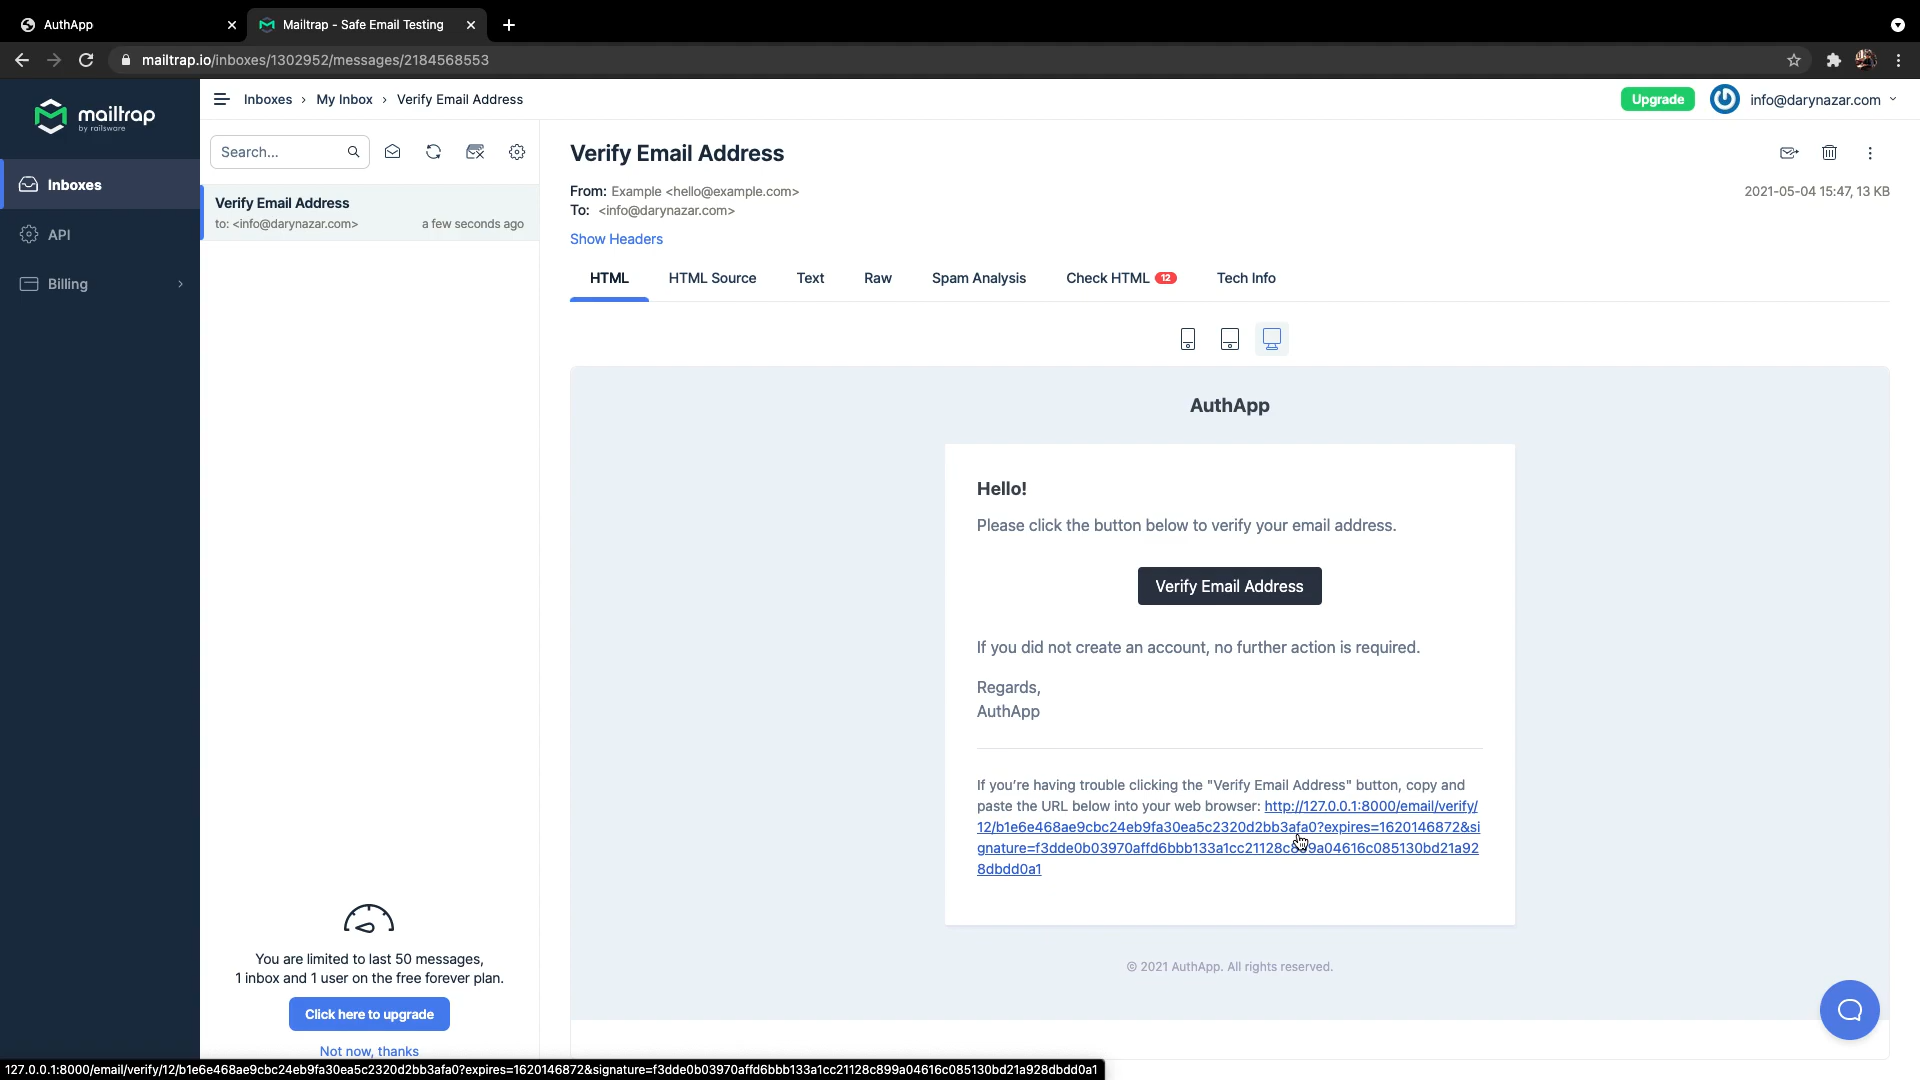 AuthApp
Mailtrap - Safe Email Testing
mailtrap.io/inboxes/1302952/messages/2184568553
mailtrap
by railsware
Inboxes › My Inbox › Verify Email Address
Upgrade
info@darynazar.com
Inboxes
API
Billing
Search...
Verify Email Address
to: <info@darynazar.com>
a few seconds ago
Verify Email Address
From: Example <hello@example.com>
To: <info@darynazar.com>
2021-05-04 15:47, 13 KB
Show Headers
HTML
HTML Source
Text
Raw
Spam Analysis
Check HTML 12
Tech Info
AuthApp
Hello!
Please click the button below to verify your email address.
Verify Email Address
If you did not create an account, no further action is required.
Regards,
AuthApp
If you're having trouble clicking the "Verify Email Address" button, copy and
paste the URL below into your web browser: http://127.0.0.1:8000/email/verify/
12/b1e6e468ae9cbc24eb9fa30ea5c2320d2bb3afa0?expires=1620146872&si
gnature=f3dde0b03970affd6bbb133a1cc21128c899a04616c085130bd21a92
8dbdd0a1
© 2021 AuthApp. All rights reserved.
You are limited to last 50 messages,
1 inbox and 1 user on the free forever plan.
Click here to upgrade
Not now, thanks
127.0.0.1:8000/email/verify/12/b1e6e468ae9cbc24eb9fa30ea5c2320d2bb3afa0?expires=1620146872&signature=f3dde0b03970affd6bbb133a1cc21128c899a04616c085130bd21a928dbdd0a1